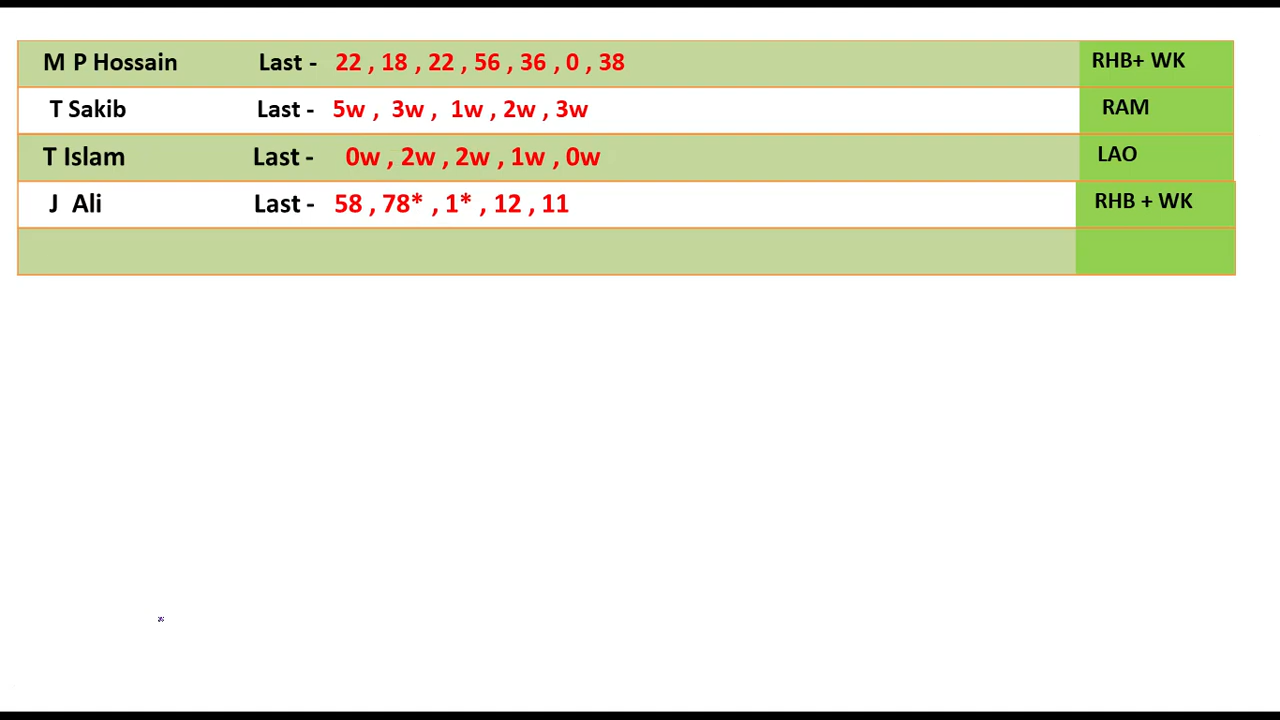 M P Hossain Last - 22 , 18 , 22 , 56 , 36 , 0 , 38 RHB+ WK
T Sakib Last - 5w , 3w , 1w , 2w , 3w RAM
T Islam Last - 0w , 2w , 2w , 1w , 0w LAO
J Ali Last - 58 , 78* , 1* , 12 , 11 RHB + WK